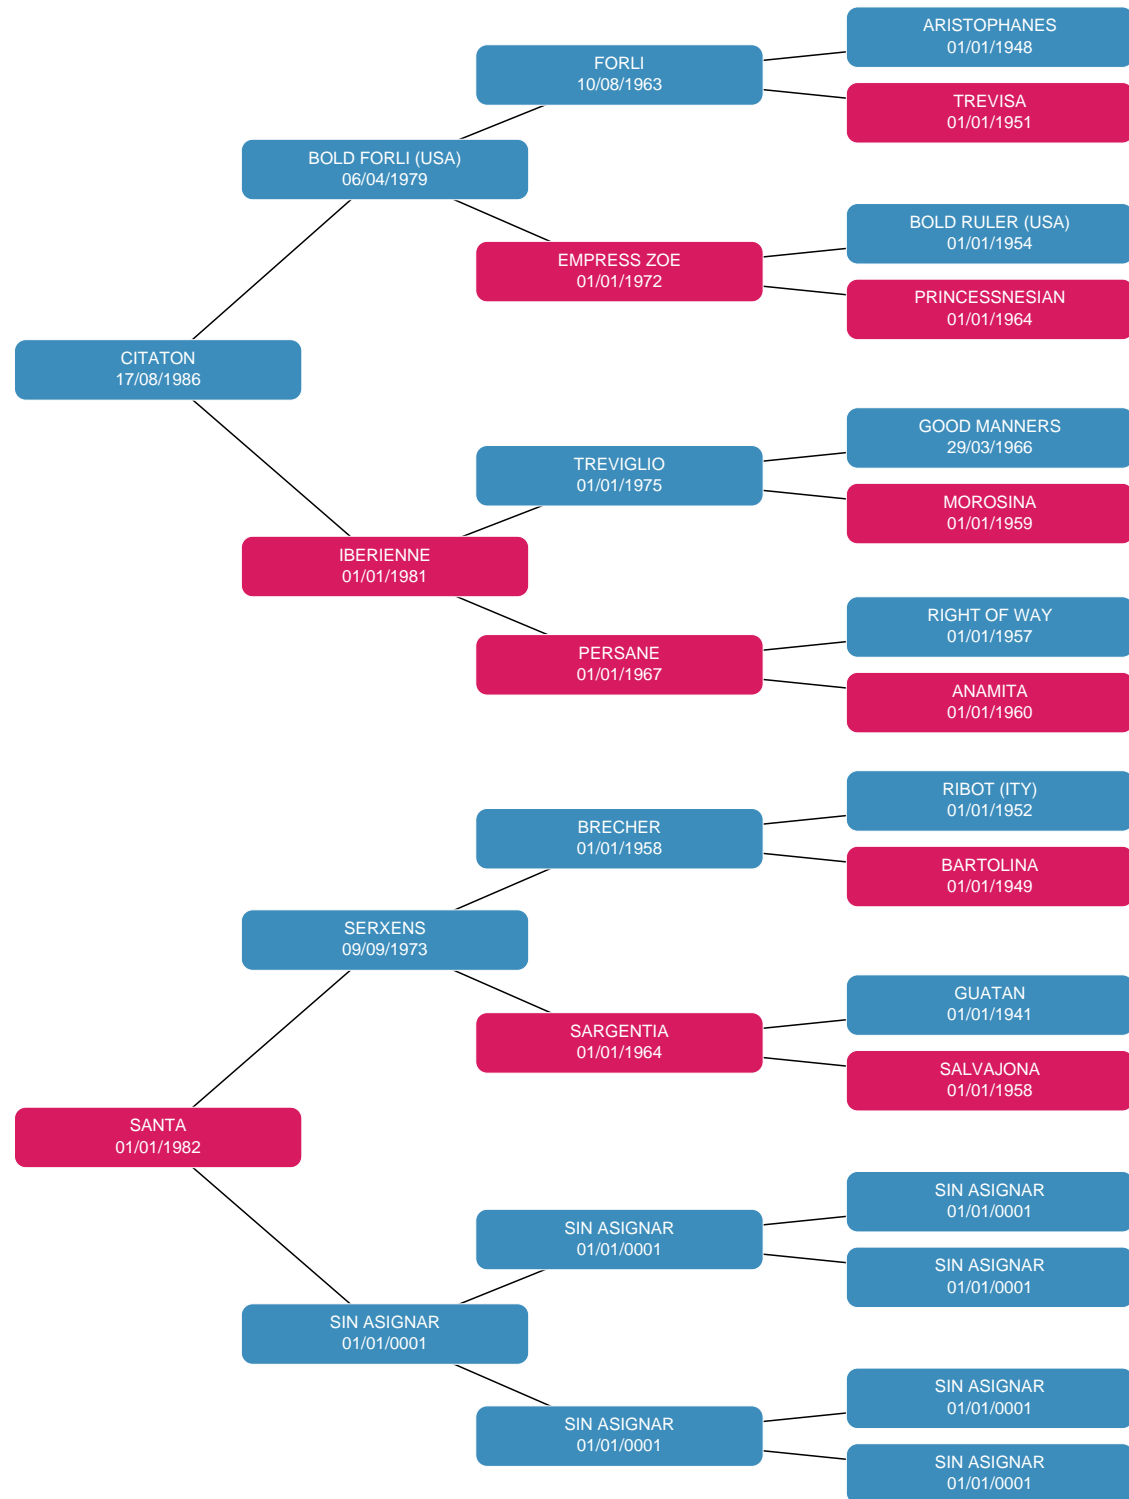 ARISTOPHANES
01/01/1948
FORLI
10/08/1963
TREVISA
01/01/1951
BOLD FORLI (USA)
06/04/1979
BOLD RULER (USA)
01/01/1954
EMPRESS ZOE
01/01/1972
PRINCESSNESIAN
01/01/1964
CITATON
17/08/1986
GOOD MANNERS
29/03/1966
TREVIGLIO
01/01/1975
MOROSINA
01/01/1959
IBERIENNE
01/01/1981
RIGHT OF WAY
01/01/1957
PERSANE
01/01/1967
ANAMITA
01/01/1960
RIBOT (ITY)
01/01/1952
BRECHER
01/01/1958
BARTOLINA
01/01/1949
SERXENS
09/09/1973
GUATAN
01/01/1941
SARGENTIA
01/01/1964
SALVAJONA
01/01/1958
SANTA
01/01/1982
SIN ASIGNAR
01/01/0001
SIN ASIGNAR
01/01/0001
SIN ASIGNAR
01/01/0001
SIN ASIGNAR
01/01/0001
SIN ASIGNAR
01/01/0001
SIN ASIGNAR
01/01/0001
SIN ASIGNAR
01/01/0001